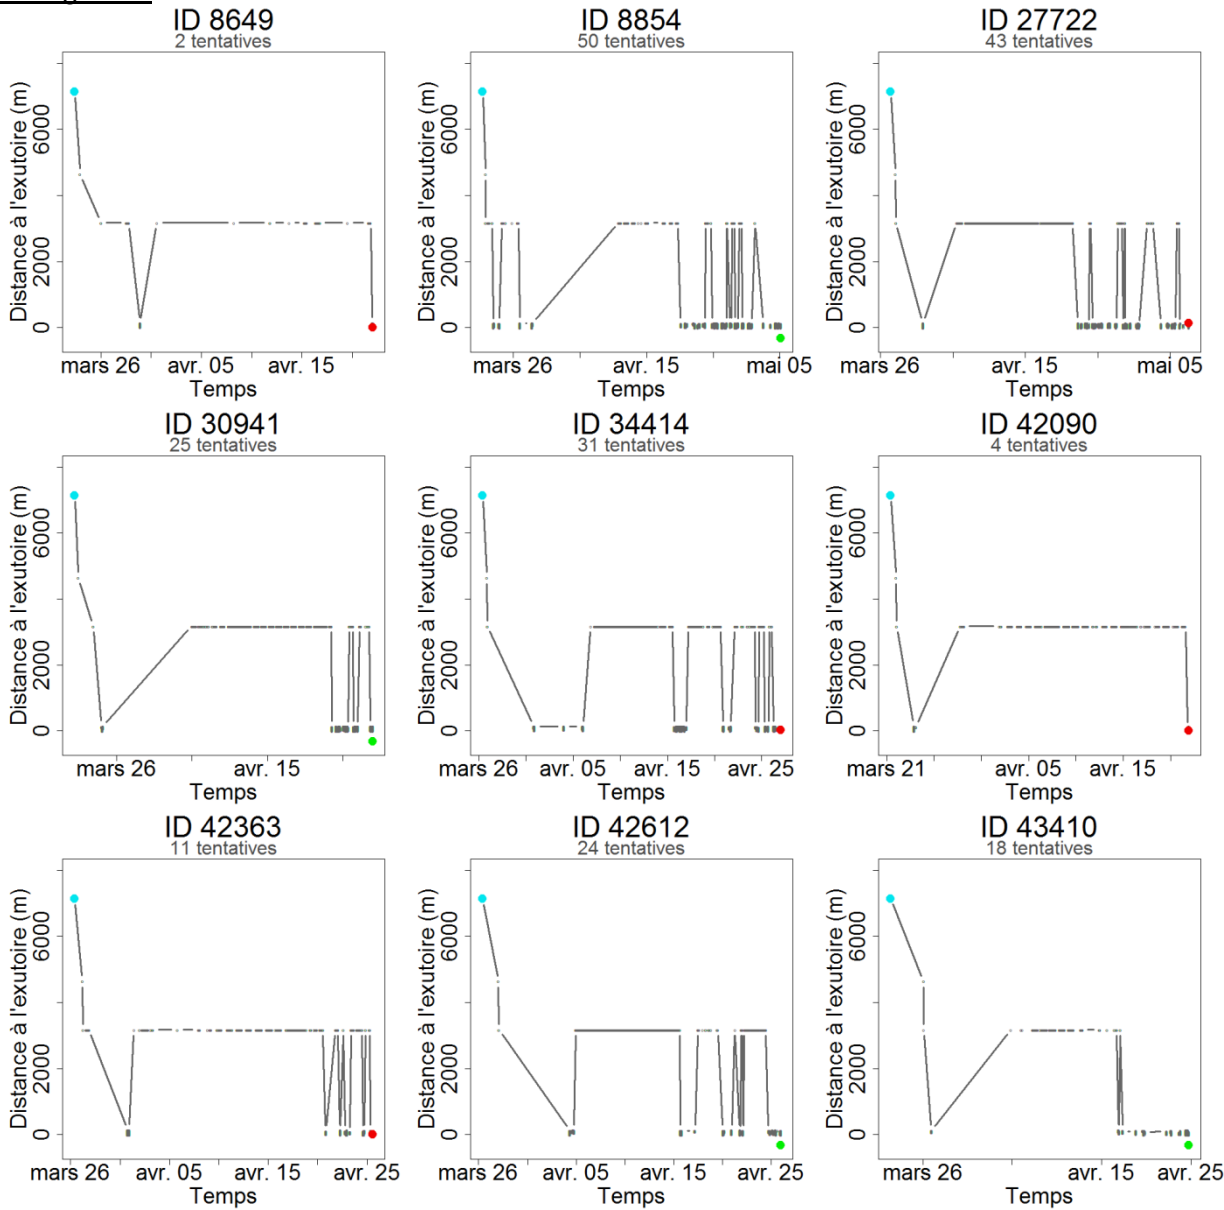 ID 8649
2 tentatives
Distance à l'exutoire (m)
6000
2000
0
mars 26 avr. 05 avr. 15
Temps
ID 8854
50 tentatives
Distance à l'exutoire (m)
6000
2000
0
mars 26 avr. 15 mai 05
Temps
ID 27722
43 tentatives
Distance à l'exutoire (m)
6000
2000
0
mars 26 avr. 15 mai 05
Temps
ID 30941
25 tentatives
Distance à l'exutoire (m)
6000
2000
0
mars 26 avr. 15
Temps
ID 34414
31 tentatives
Distance à l'exutoire (m)
6000
2000
0
mars 26 avr. 05 avr. 15 avr. 25
Temps
ID 42090
4 tentatives
Distance à l'exutoire (m)
6000
2000
0
mars 21 avr. 05 avr. 15
Temps
ID 42363
11 tentatives
Distance à l'exutoire (m)
6000
2000
0
mars 26 avr. 05 avr. 15 avr. 25
Temps
ID 42612
24 tentatives
Distance à l'exutoire (m)
6000
2000
0
mars 26 avr. 05 avr. 15 avr. 25
Temps
ID 43410
18 tentatives
Distance à l'exutoire (m)
6000
2000
0
mars 26 avr. 15 avr. 25
Temps